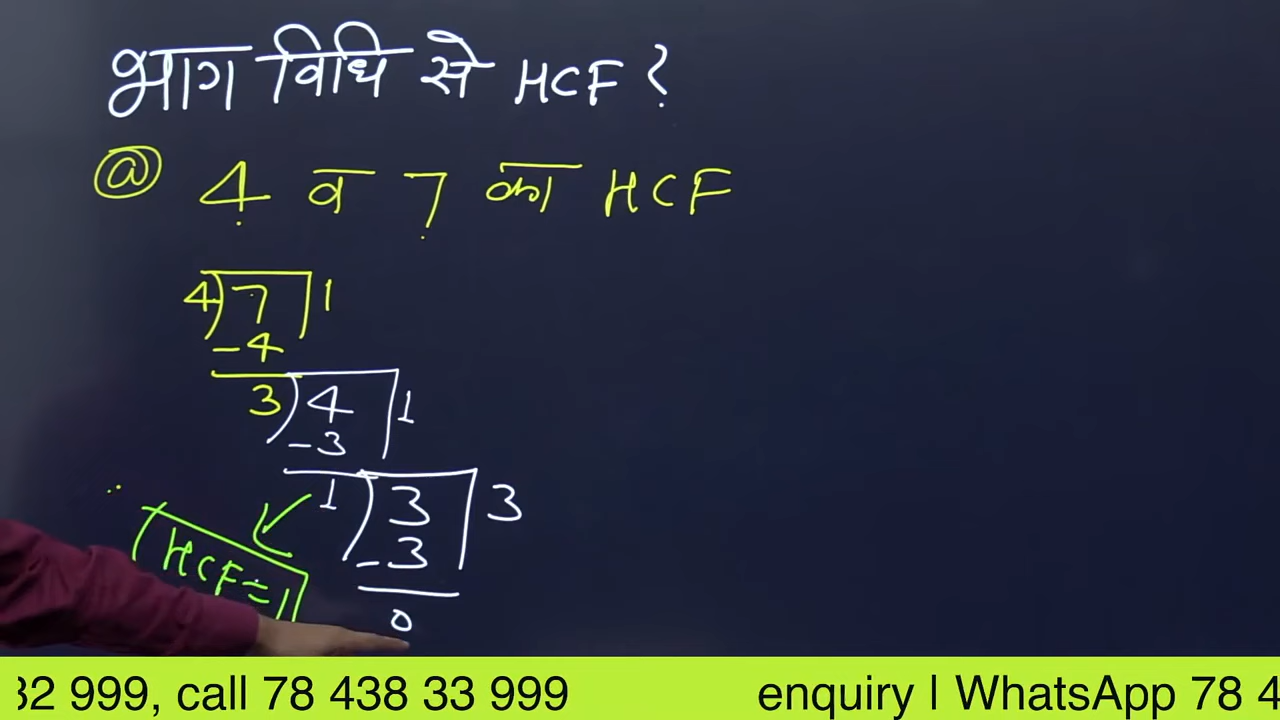 भाग विधि से HCF ?
@ 4 व 7 का HCF
4) 7 1
-4
3) 4 1
-3
1) 3 3
-3
0
HCF = 1
32 999, call 78 438 33 999 enquiry | WhatsApp 78 4